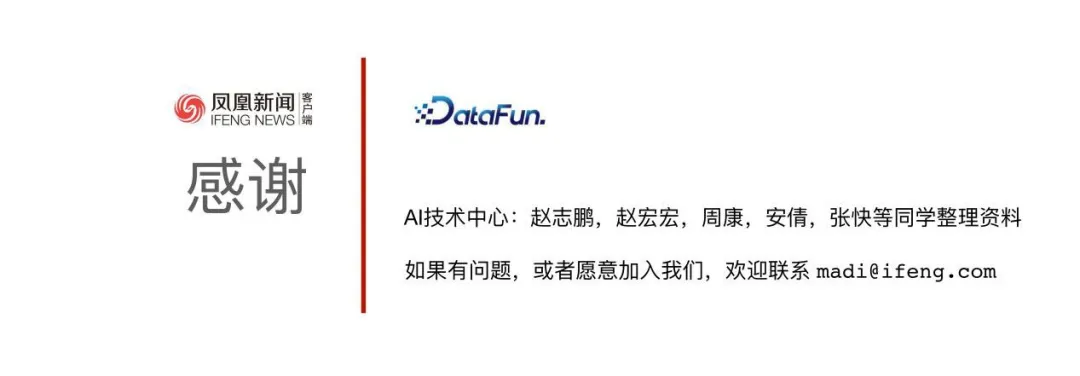 凤凰新闻 客户端
IFENG NEWS
感谢
DataFun.
AI技术中心：赵志鹏，赵宏宏，周康，安倩，张快等同学整理资料
如果有问题，或者愿意加入我们，欢迎联系 madi@ifeng.com